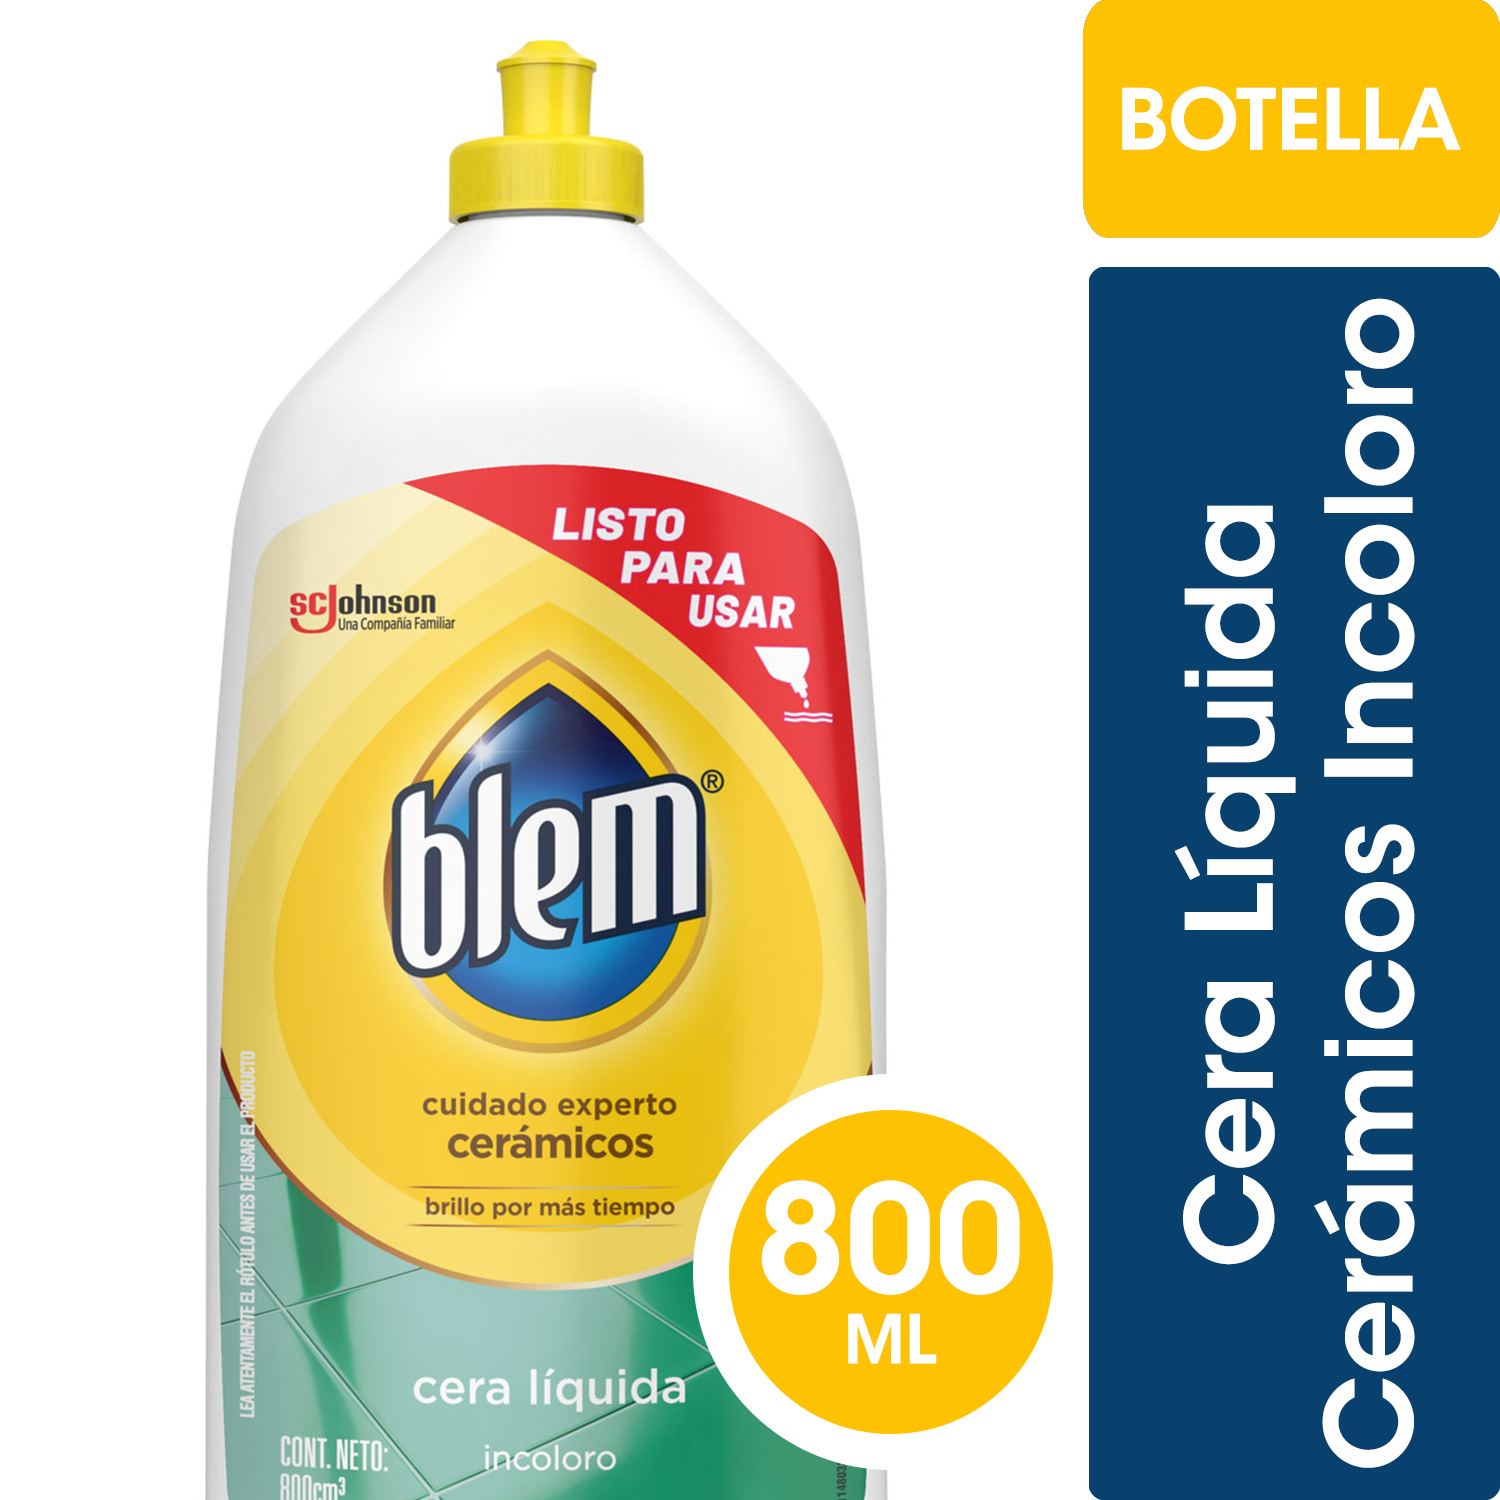 BOTELLA
Cera Líquida
Cerámicos Incoloro
LISTO
PARA
USAR
SCJohnson
Una Compañía Familiar
blem®
cuidado experto
cerámicos
brillo por más tiempo
800
ML
cera líquida
incoloro
CONT. NETO:
800cm³
LEA ATENTAMENTE EL RÓTULO ANTES DE USAR EL PRODUCTO